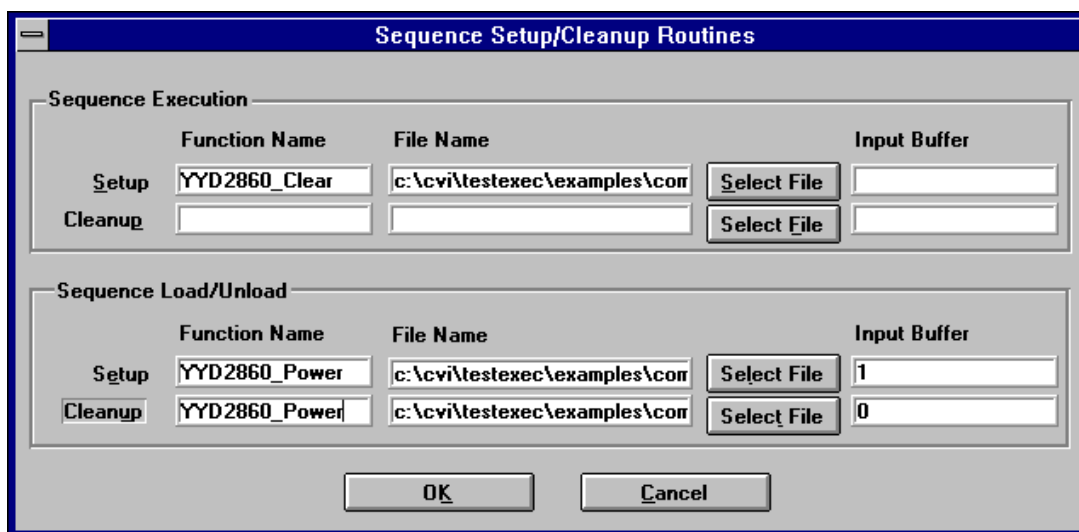 Sequence Setup/Cleanup Routines
Sequence Execution
Function Name File Name Input Buffer
Setup YYD2860_Clear c:\cvi\testexec\examples\com Select File
Cleanup Select File
Sequence Load/Unload
Function Name File Name Input Buffer
Setup YYD2860_Power c:\cvi\testexec\examples\com Select File 1
Cleanup YYD2860_Power c:\cvi\testexec\examples\com Select File 0
OK Cancel